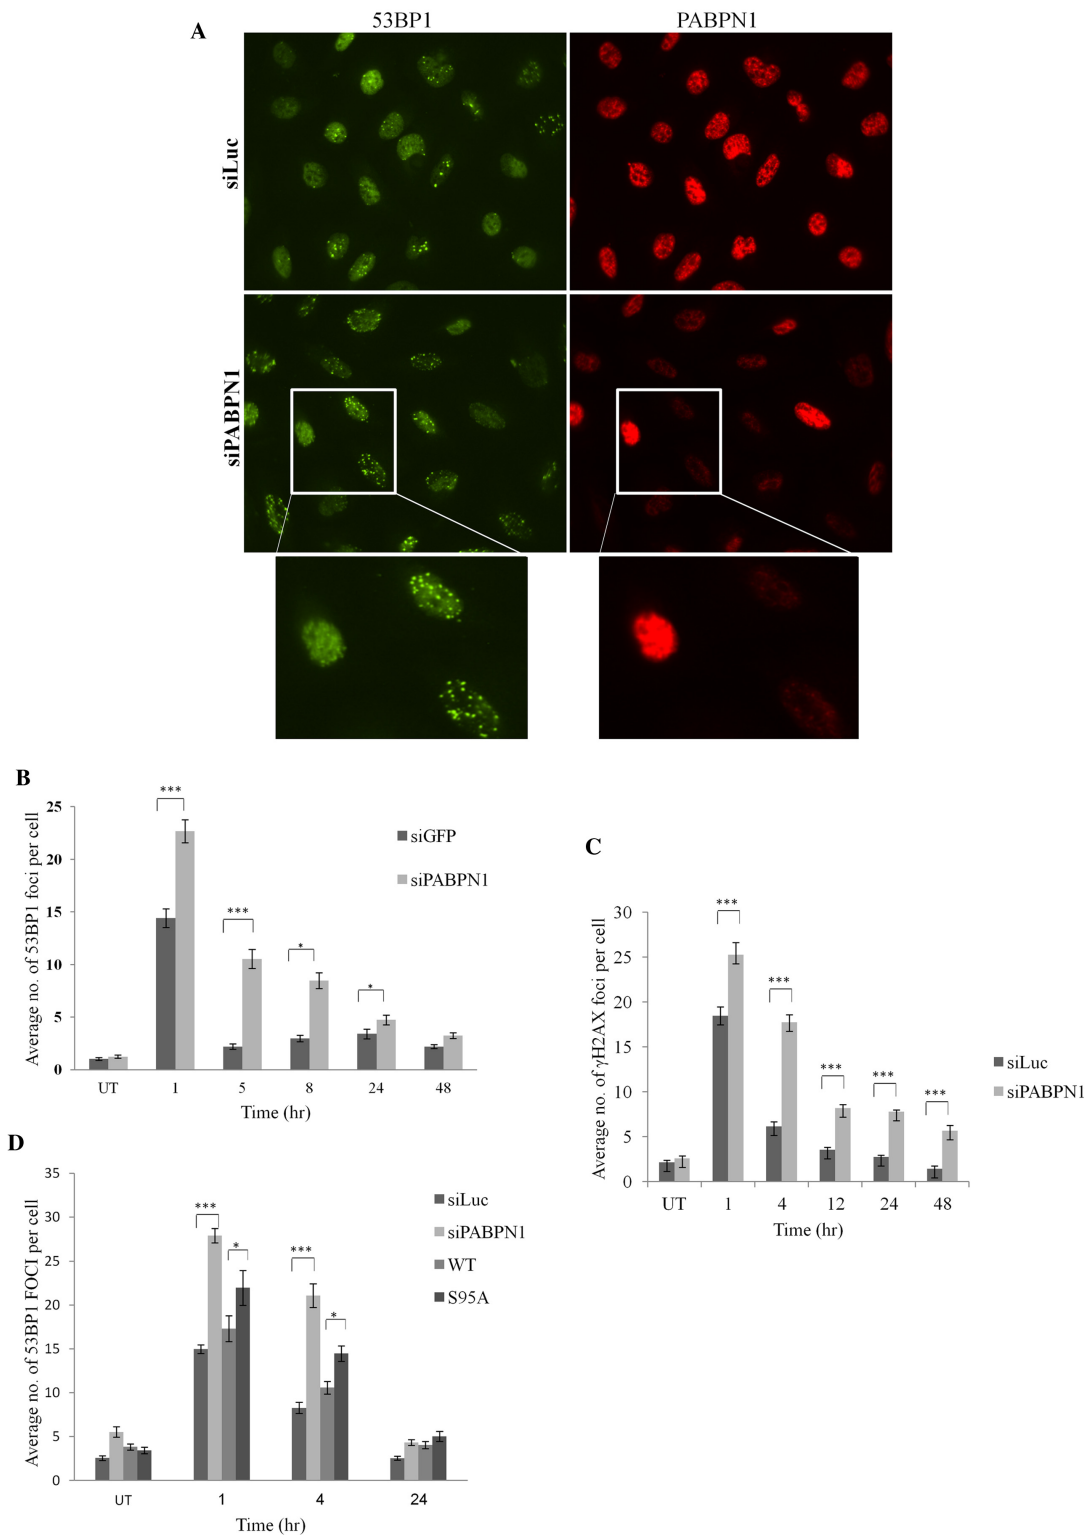 53BP1 PABPN1
A
siLuc
siPABPN1
B
Average no. of 53BP1 foci per cell
25
20
15
10
5
0
***
***
*
*
siGFP
siPABPN1
UT 1 5 8 24 48
Time (hr)
C
Average no. of γH2AX foci per cell
30
25
20
15
10
5
0
***
***
***
***
***
siLuc
siPABPN1
UT 1 4 12 24 48
Time (hr)
D
Average no. of 53BP1 FOCI per cell
35
30
25
20
15
10
5
0
***
*
***
*
siLuc
siPABPN1
WT
S95A
UT 1 4 24
Time (hr)